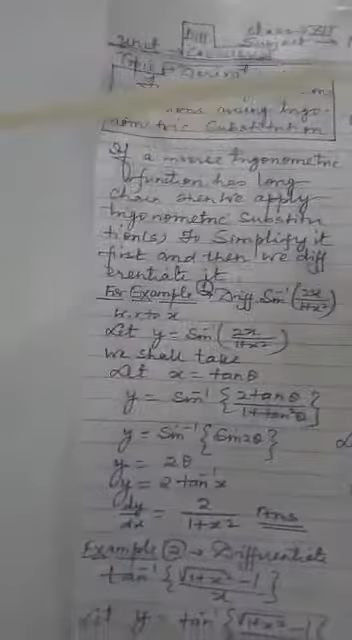 Unit
Diff
Class - XII
Subject →
Topic → Derivat
ions using trigo-
nometric Substitution
If a inverse trigonometric
function has long
chain then we apply
trigonometric Substitu
tion(s) to Simplify it
first and then we diff
erentiate it
For Example ① → Diff. Sin⁻¹(2x/1+x²)
w.r.to x
Let y = Sin⁻¹(2x/1+x²)
we shall take
Let x = tanθ
y = Sin⁻¹{2tanθ/1+tan²θ}
y = Sin⁻¹{Sin2θ}
y = 2θ
y = 2tan⁻¹x
dy/dx = 2/1+x² Ans
Example ② → Differentiate
tan⁻¹{√1+x² -1/x}
Let y = tan⁻¹{√1+x² -1}